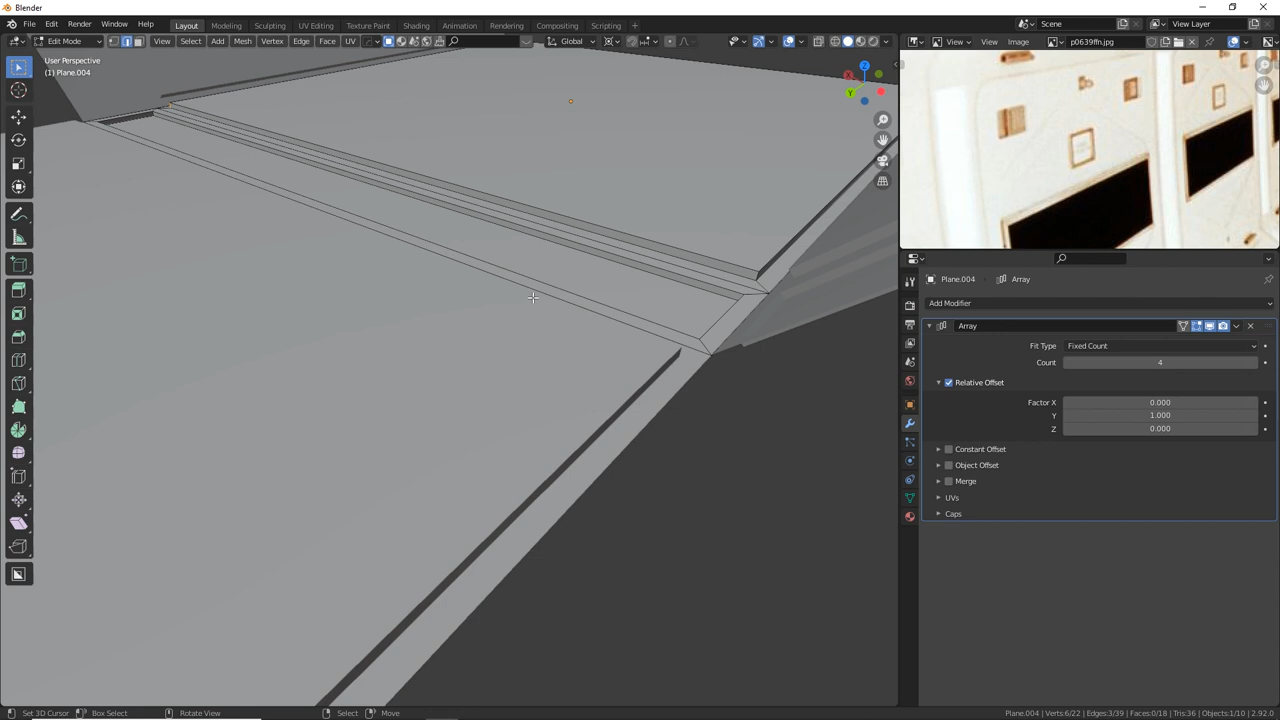 Blender
File Edit Render Window Help Layout Modeling Sculpting UV Editing Texture Paint Shading Animation Rendering Compositing Scripting + Scene View Layer
Edit Mode View Select Add Mesh Vertex Edge Face UV Global View View Image p0639ffn.jpg
User Perspective
(1) Plane.004
Z
X
Y
Plane.004 Array
Add Modifier
Array
Fit Type Fixed Count
Count 4
Relative Offset
Factor X 0.000
Y 1.000
Z 0.000
Constant Offset
Object Offset
Merge
UVs
Caps
Set 3D Cursor Box Select Rotate View Select Move Plane.004 | Verts:6/22 | Edges:3/39 | Faces:0/18 | Tris:36 | Objects:1/10 | 2.92.0